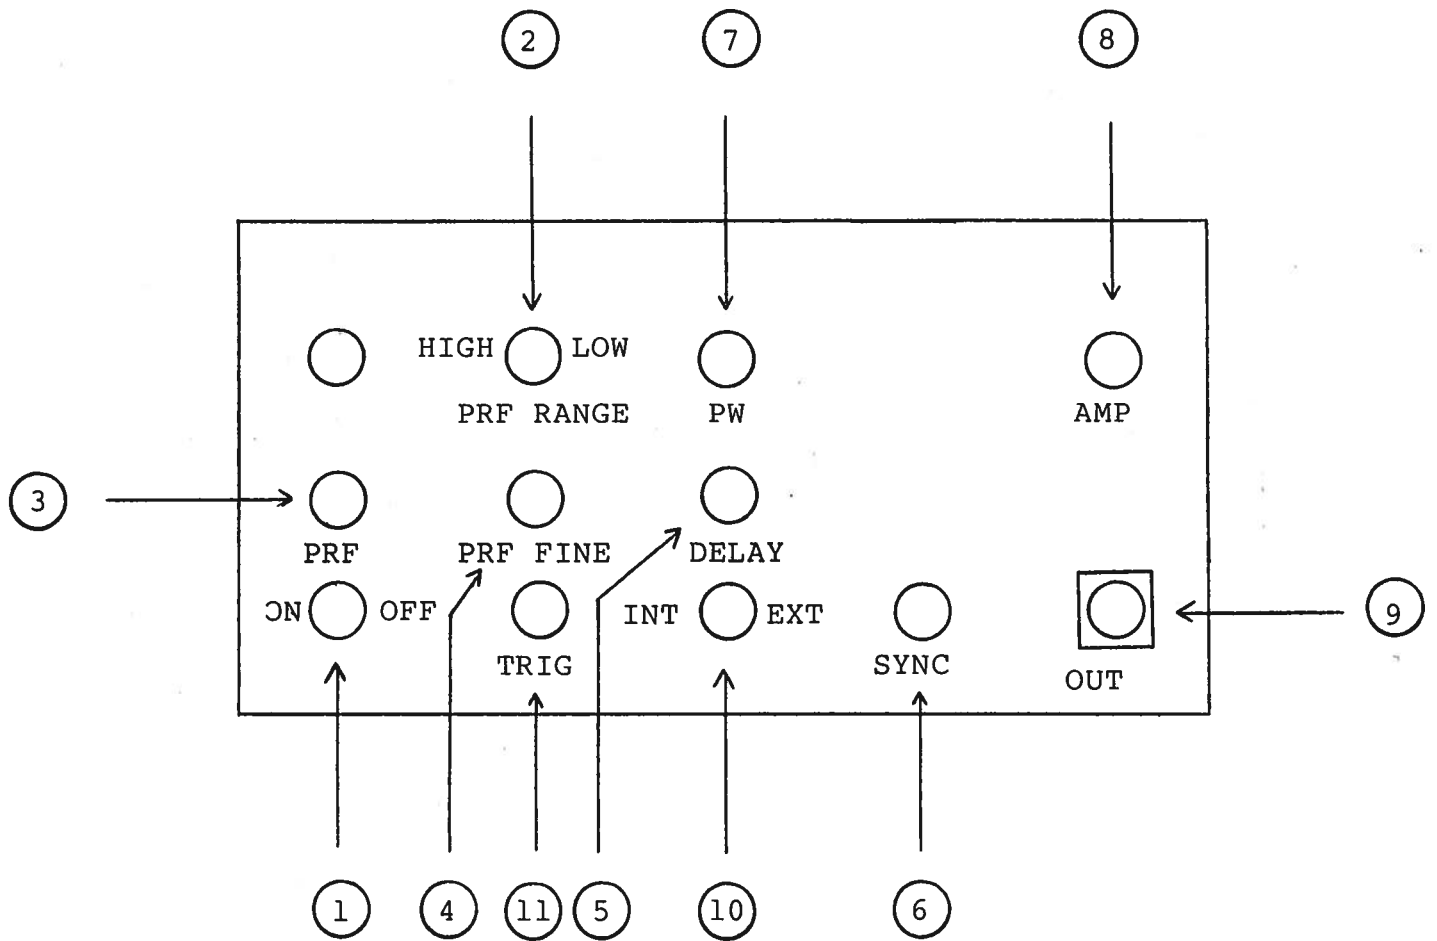 2 7 8
HIGH LOW
PRF RANGE PW AMP
3
PRF PRF FINE DELAY
ON OFF INT EXT 9
TRIG SYNC
OUT
1 4 11 5 10 6